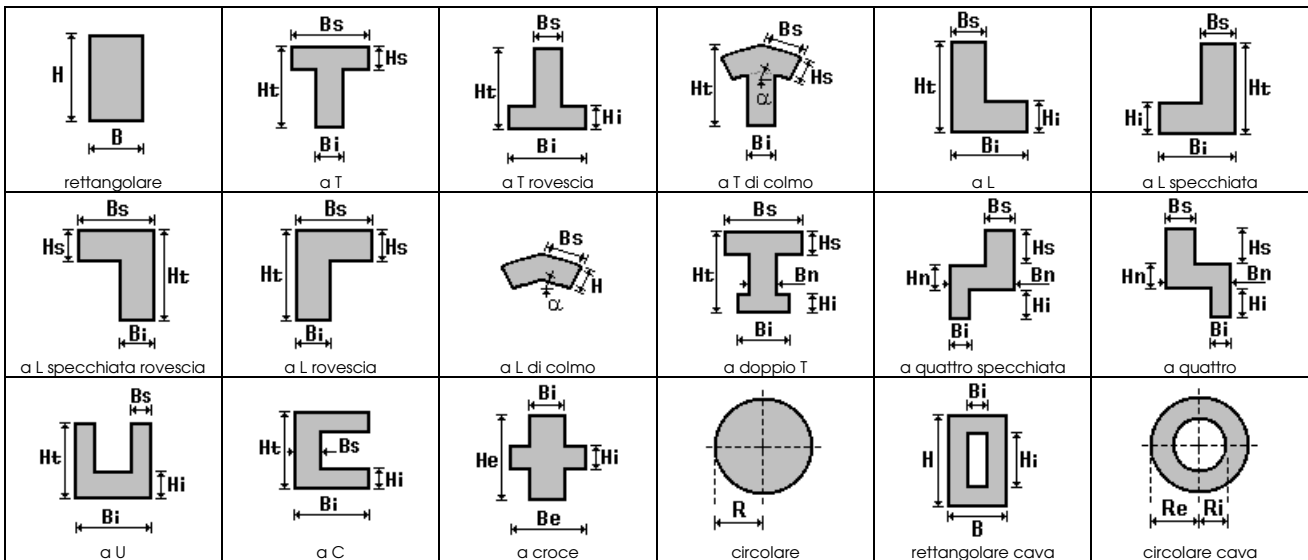 Bs
H
B
rettangolare
Bs
Hs
Ht
Bi
a T
Bs
Ht
Hi
Bi
a T rovescia
Bs
Ht
Hs
α
Bi
a T di colmo
Bs
Ht
Hi
Bi
a L
Bs
Ht
Hi
Bi
a L specchiata
Bs
Hs
Ht
Bi
a L specchiata rovescia
Bs
Ht
Hs
Bi
a L rovescia
Bs
H
α
a L di colmo
Bs
Hs
Ht
Bn
Hi
Bi
a doppio T
Bs
Hs
Hn
Bn
Hi
Bi
a quattro specchiata
Bs
Hs
Hn
Bn
Hi
Bi
a quattro
Bs
Ht
Hi
Bi
a U
Ht
Bs
Hi
Bi
a C
Bi
He
Hi
Be
a croce
R
circolare
Bi
H
Hi
B
rettangolare cava
Re
Ri
circolare cava